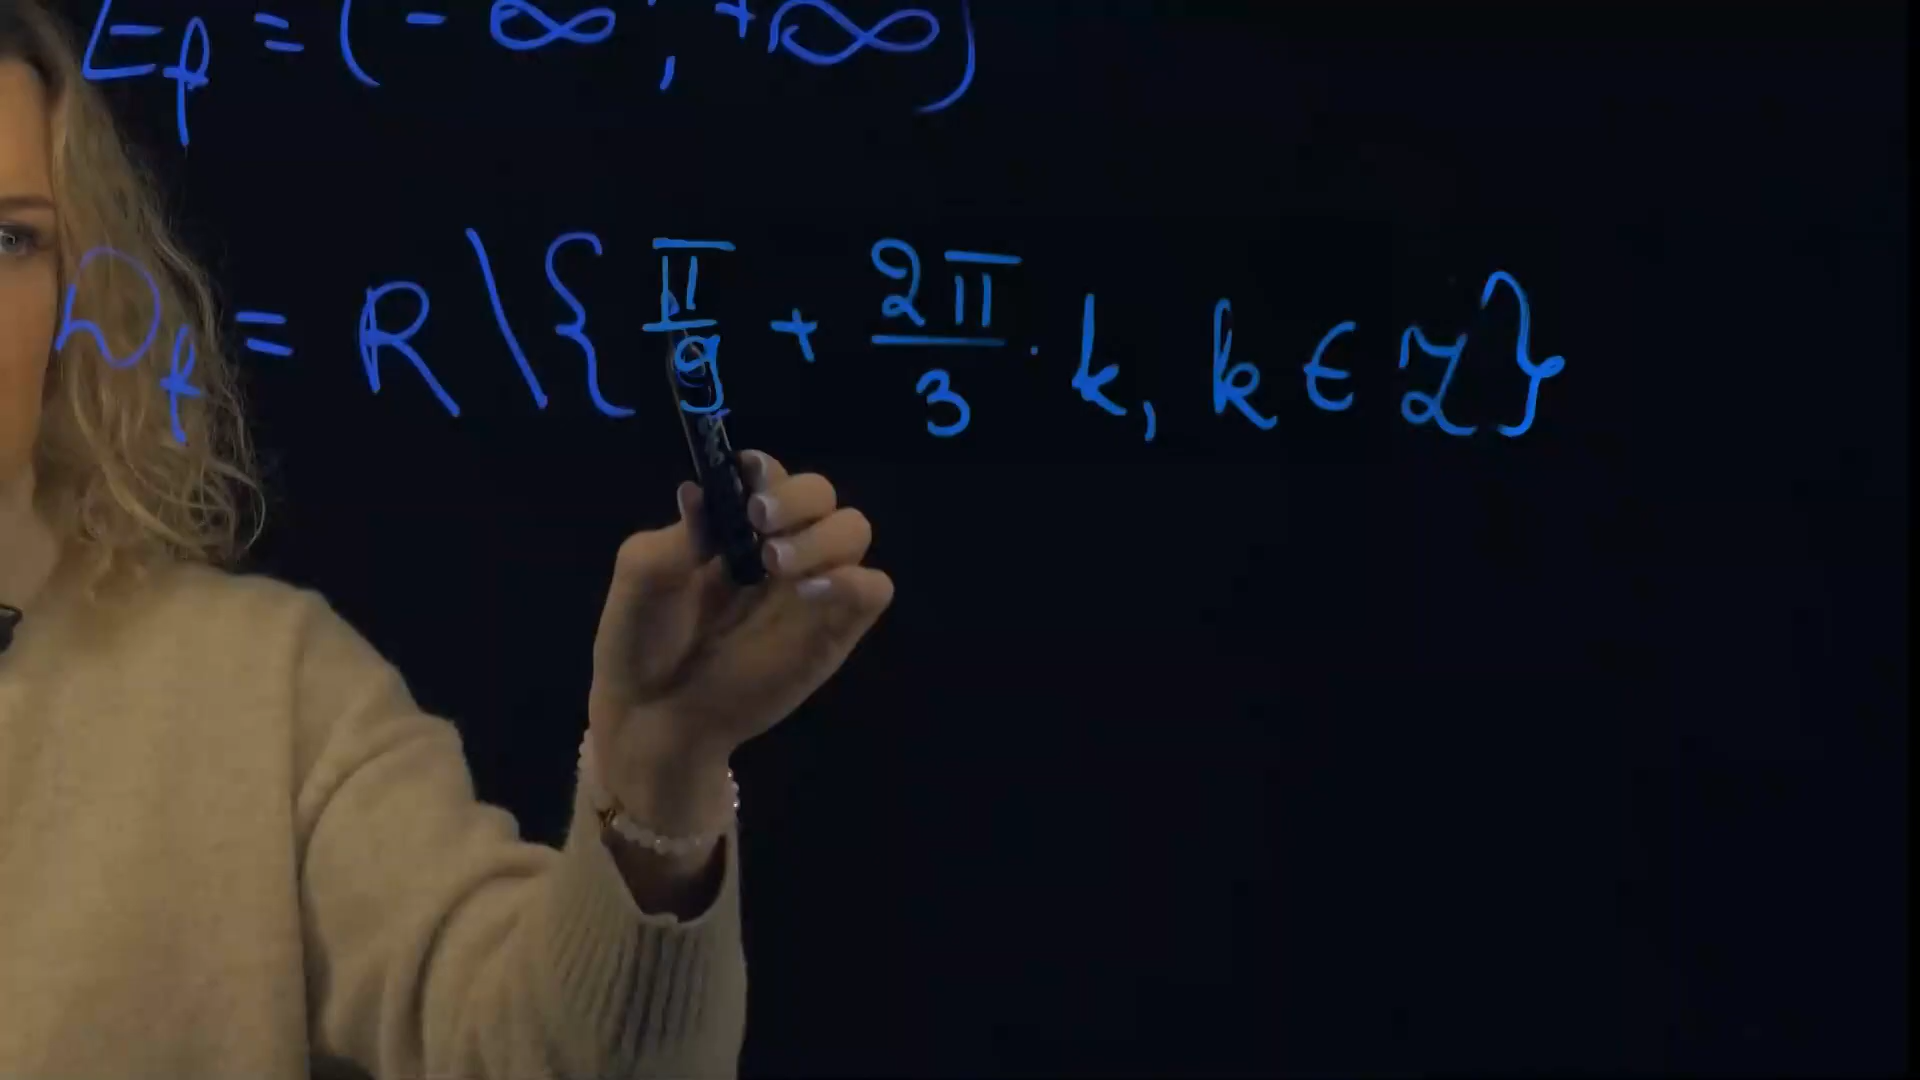 E_f = (-∞, +∞)
D_f = R \ { π/9 + 2π/3 · k, k ∈ Z }